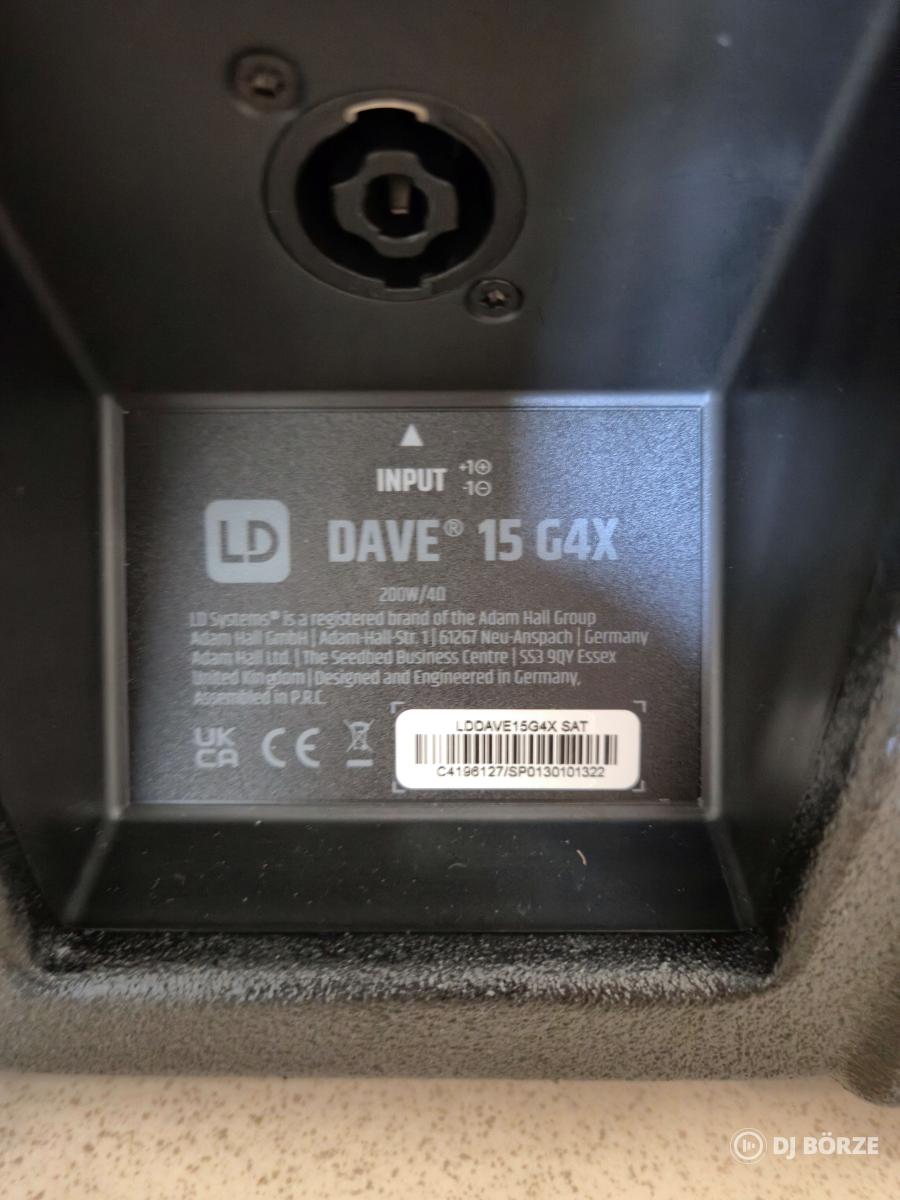 INPUT +1⊕
-1⊖
LD DAVE® 15 G4X
200W/4Ω
LD Systems® is a registered brand of the Adam Hall Group
Adam Hall GmbH | Adam-Hall-Str. 1 | 61267 Neu-Anspach | Germany
Adam Hall Ltd. | The Seedbed Business Centre | SS3 9QY Essex
United Kingdom | Designed and Engineered in Germany,
Assembled in P.R.C.
UK
CA CE
LDDAVE15G4X SAT
C4196127/SP0130101322
DJ BÖRZE